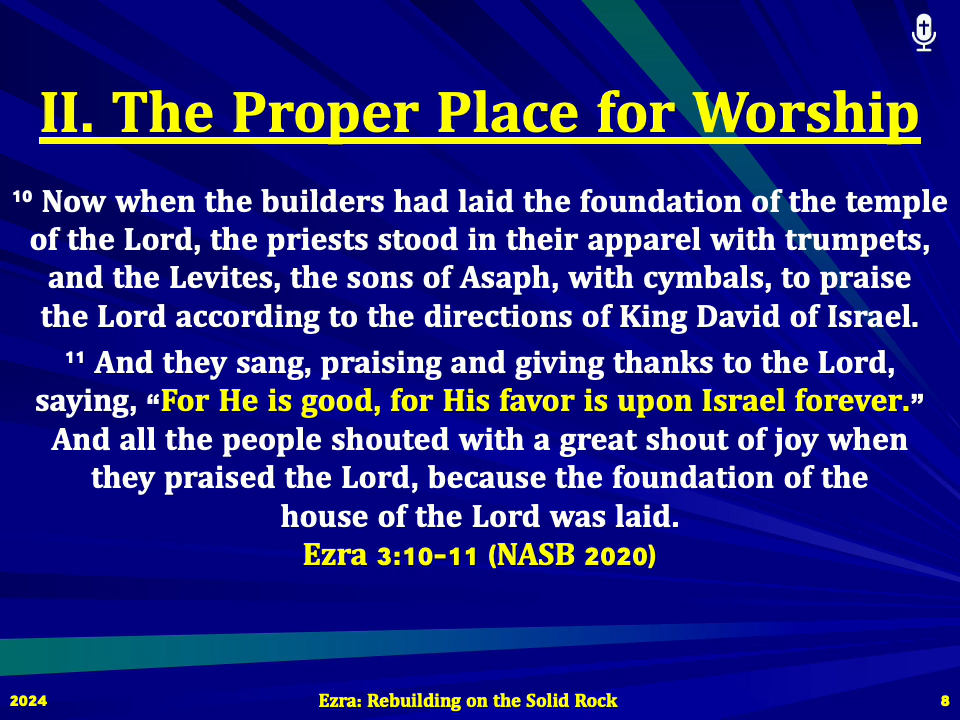 II. The Proper Place for Worship
10 Now when the builders had laid the foundation of the temple
of the Lord, the priests stood in their apparel with trumpets,
and the Levites, the sons of Asaph, with cymbals, to praise
the Lord according to the directions of King David of Israel.
11 And they sang, praising and giving thanks to the Lord,
saying, “For He is good, for His favor is upon Israel forever.”
And all the people shouted with a great shout of joy when
they praised the Lord, because the foundation of the
house of the Lord was laid.
Ezra 3:10-11 (NASB 2020)
2024
Ezra: Rebuilding on the Solid Rock
8